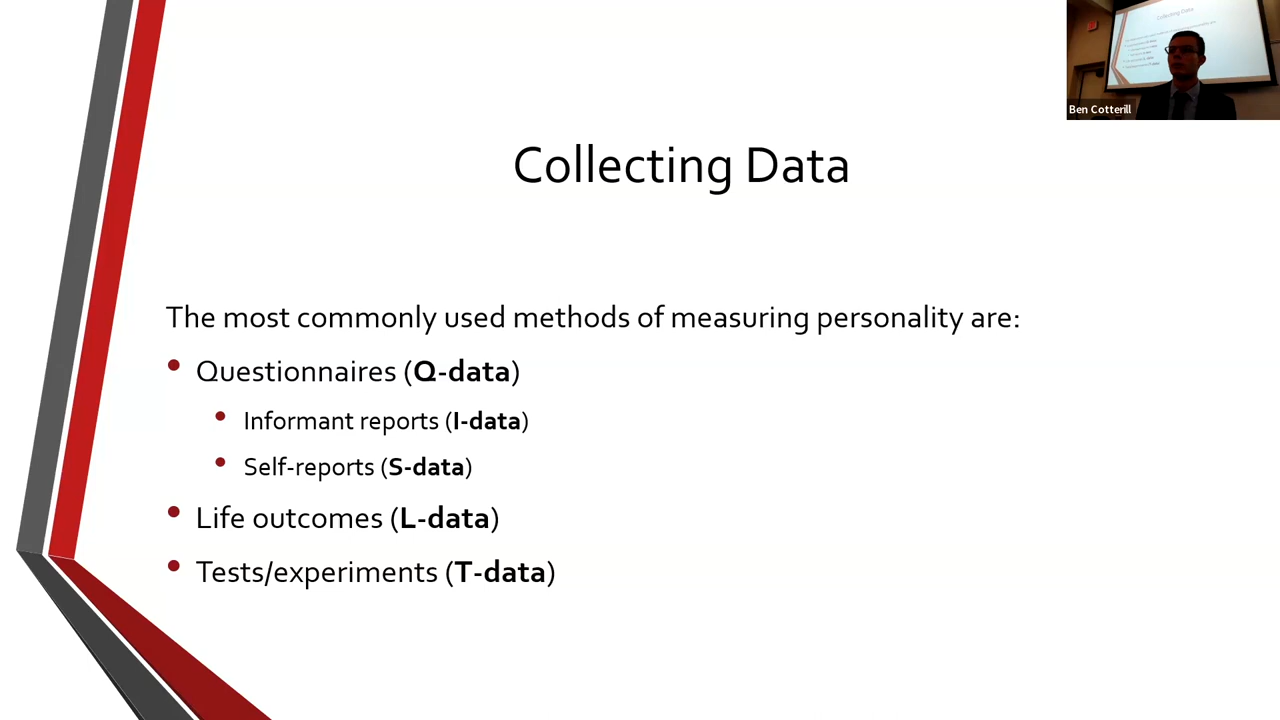 Collecting Data
Ben Cotterill
The most commonly used methods of measuring personality are:
• Questionnaires (Q-data)
• Informant reports (I-data)
• Self-reports (S-data)
• Life outcomes (L-data)
• Tests/experiments (T-data)